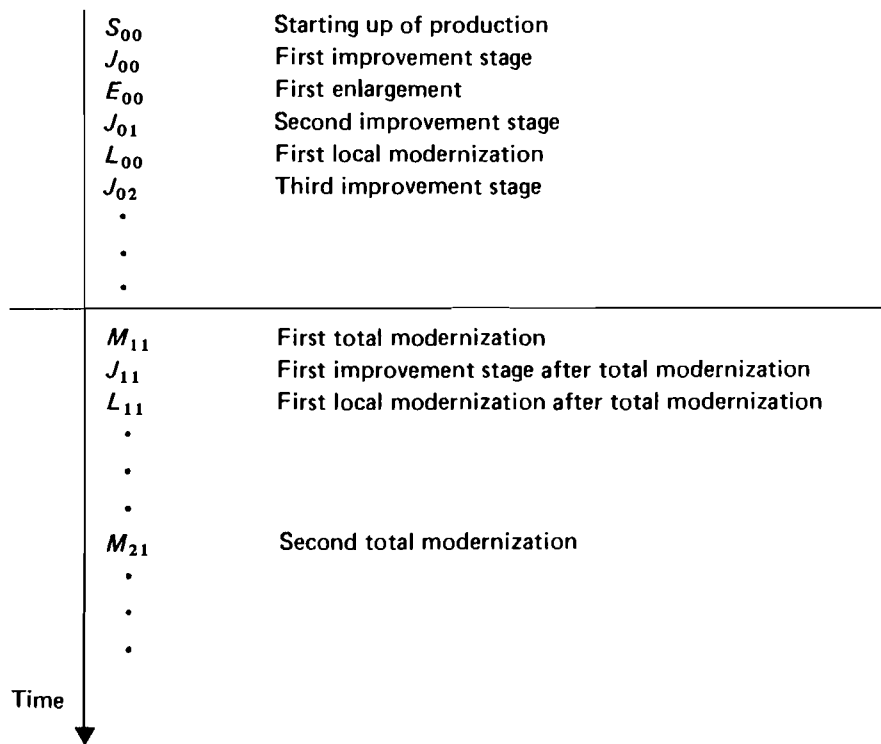 S00 Starting up of production
J00 First improvement stage
E00 First enlargement
J01 Second improvement stage
L00 First local modernization
J02 Third improvement stage
.
.
.
M11 First total modernization
J11 First improvement stage after total modernization
L11 First local modernization after total modernization
.
.
.
M21 Second total modernization
.
.
.
Time